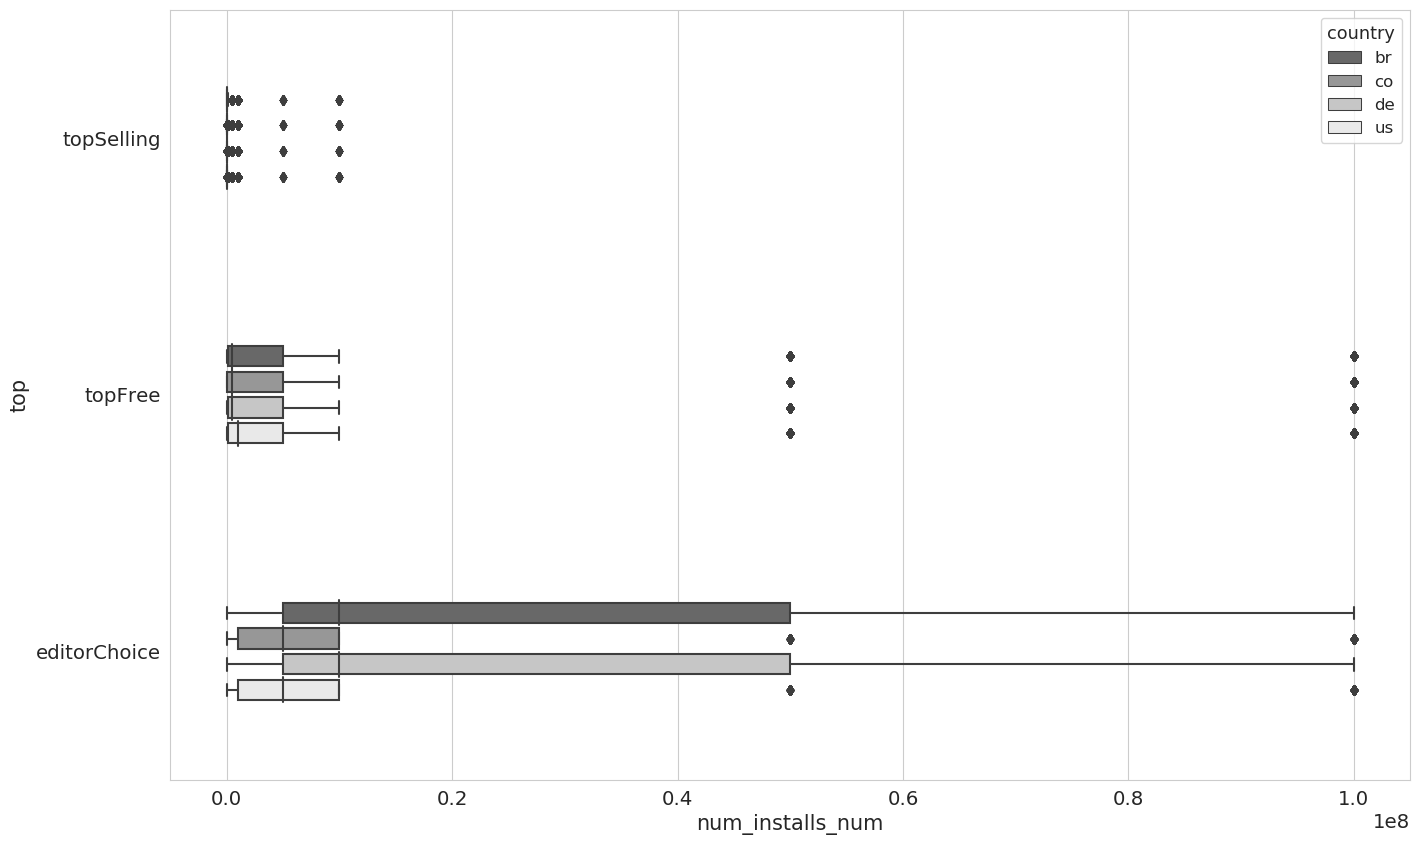 country
br
co
de
us
topSelling
topFree
editorChoice
top
0.0 0.2 0.4 0.6 0.8 1.0
num_installs_num
1e8